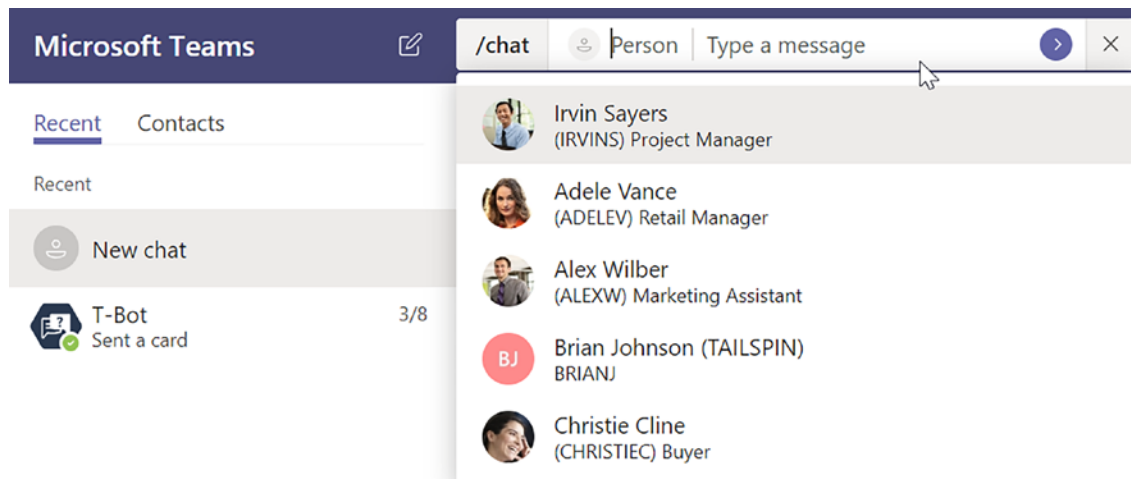 Microsoft Teams
/chat Person Type a message
Recent Contacts
Recent
New chat
T-Bot 3/8
Sent a card
Irvin Sayers
(IRVINS) Project Manager
Adele Vance
(ADELEV) Retail Manager
Alex Wilber
(ALEXW) Marketing Assistant
BJ
Brian Johnson (TAILSPIN)
BRIANJ
Christie Cline
(CHRISTIEC) Buyer